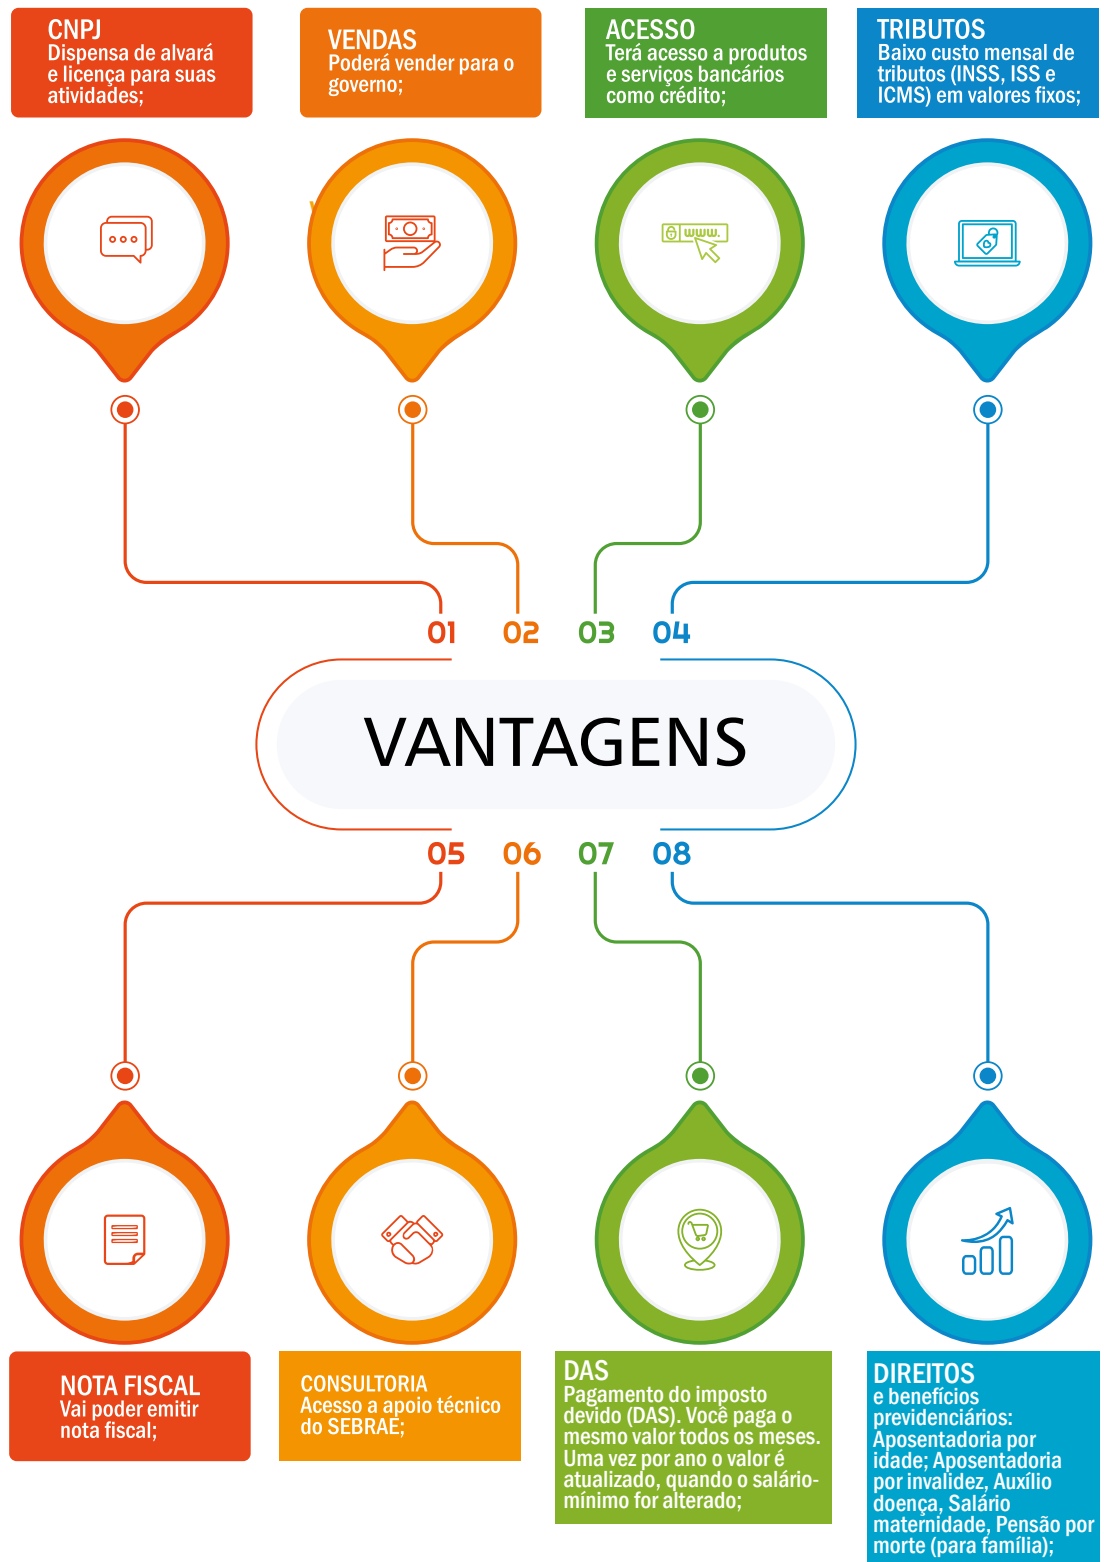 CNPJ
Dispensa de alvará
e licença para suas
atividades;
VENDAS
Poderá vender para o
governo;
ACESSO
Terá acesso a produtos
e serviços bancários
como crédito;
TRIBUTOS
Baixo custo mensal de
tributos (INSS, ISS e
ICMS) em valores fixos;
www.
01
02
03
04
VANTAGENS
05
06
07
08
NOTA FISCAL
Vai poder emitir
nota fiscal;
CONSULTORIA
Acesso a apoio técnico
do SEBRAE;
DAS
Pagamento do imposto
devido (DAS). Você paga o
mesmo valor todos os meses.
Uma vez por ano o valor é
atualizado, quando o salário-
mínimo for alterado;
DIREITOS
e benefícios
previdenciários:
Aposentadoria por
idade; Aposentadoria
por invalidez, Auxílio
doença, Salário
maternidade, Pensão por
morte (para família);